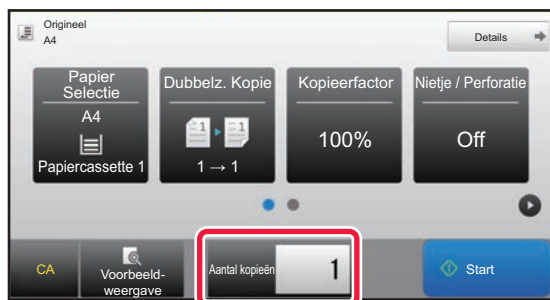 Origineel
A4
Details
Papier
Selectie
A4
Papiercassette 1
Dubbelz. Kopie
1 → 1
Kopieerfactor
100%
Nietje / Perforatie
Off
CA
Voorbeeld-
weergave
Aantal kopieën
1
Start